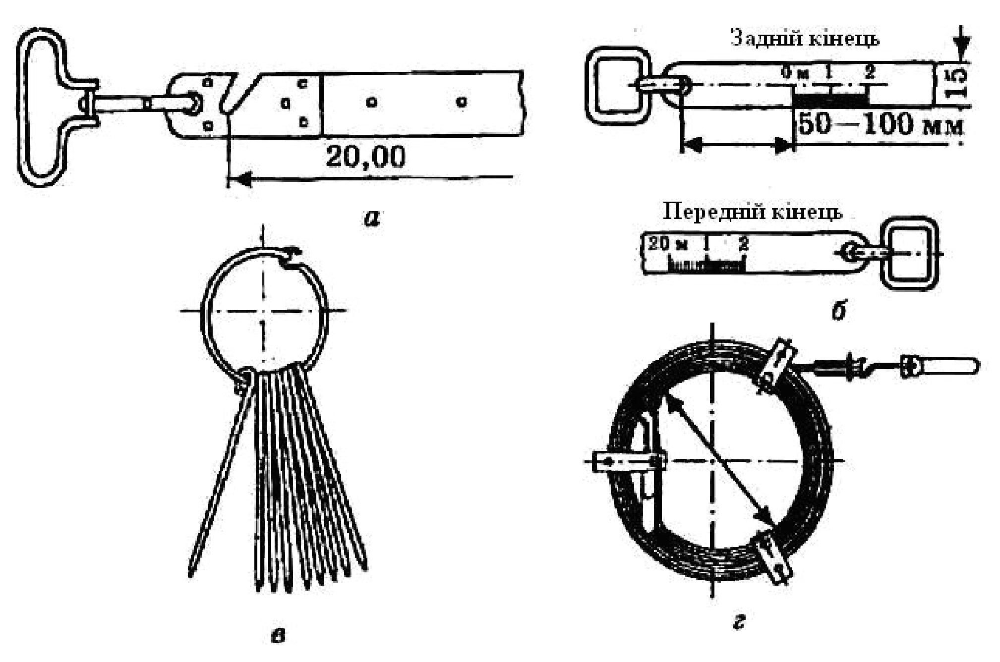 20,00
а
Задній кінець
0 м 1 2
15
50–100 мм
Передній кінець
20 м 1 2
б
в
г